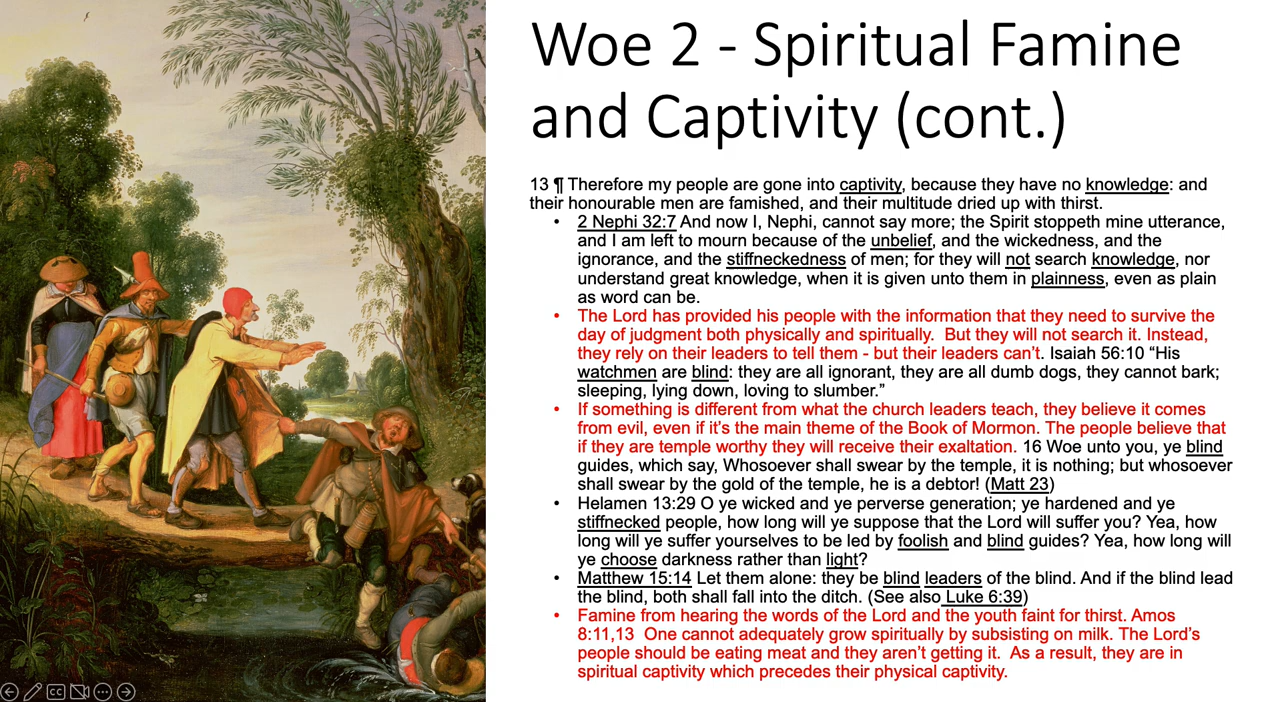 Woe 2 - Spiritual Famine
and Captivity (cont.)
13 ¶ Therefore my people are gone into captivity, because they have no knowledge: and
their honourable men are famished, and their multitude dried up with thirst.
• 2 Nephi 32:7 And now I, Nephi, cannot say more; the Spirit stoppeth mine utterance,
and I am left to mourn because of the unbelief, and the wickedness, and the
ignorance, and the stiffneckedness of men; for they will not search knowledge, nor
understand great knowledge, when it is given unto them in plainness, even as plain
as word can be.
• The Lord has provided his people with the information that they need to survive the
day of judgment both physically and spiritually.  But they will not search it. Instead,
they rely on their leaders to tell them - but their leaders can't. Isaiah 56:10 “His
watchmen are blind: they are all ignorant, they are all dumb dogs, they cannot bark;
sleeping, lying down, loving to slumber.”
• If something is different from what the church leaders teach, they believe it comes
from evil, even if it's the main theme of the Book of Mormon. The people believe that
if they are temple worthy they will receive their exaltation. 16 Woe unto you, ye blind
guides, which say, Whosoever shall swear by the temple, it is nothing; but whosoever
shall swear by the gold of the temple, he is a debtor! (Matt 23)
• Helamen 13:29 O ye wicked and ye perverse generation; ye hardened and ye
stiffnecked people, how long will ye suppose that the Lord will suffer you? Yea, how
long will ye suffer yourselves to be led by foolish and blind guides? Yea, how long will
ye choose darkness rather than light?
• Matthew 15:14 Let them alone: they be blind leaders of the blind. And if the blind lead
the blind, both shall fall into the ditch. (See also Luke 6:39)
• Famine from hearing the words of the Lord and the youth faint for thirst. Amos
8:11,13  One cannot adequately grow spiritually by subsisting on milk. The Lord's
people should be eating meat and they aren't getting it.  As a result, they are in
spiritual captivity which precedes their physical captivity.
CC